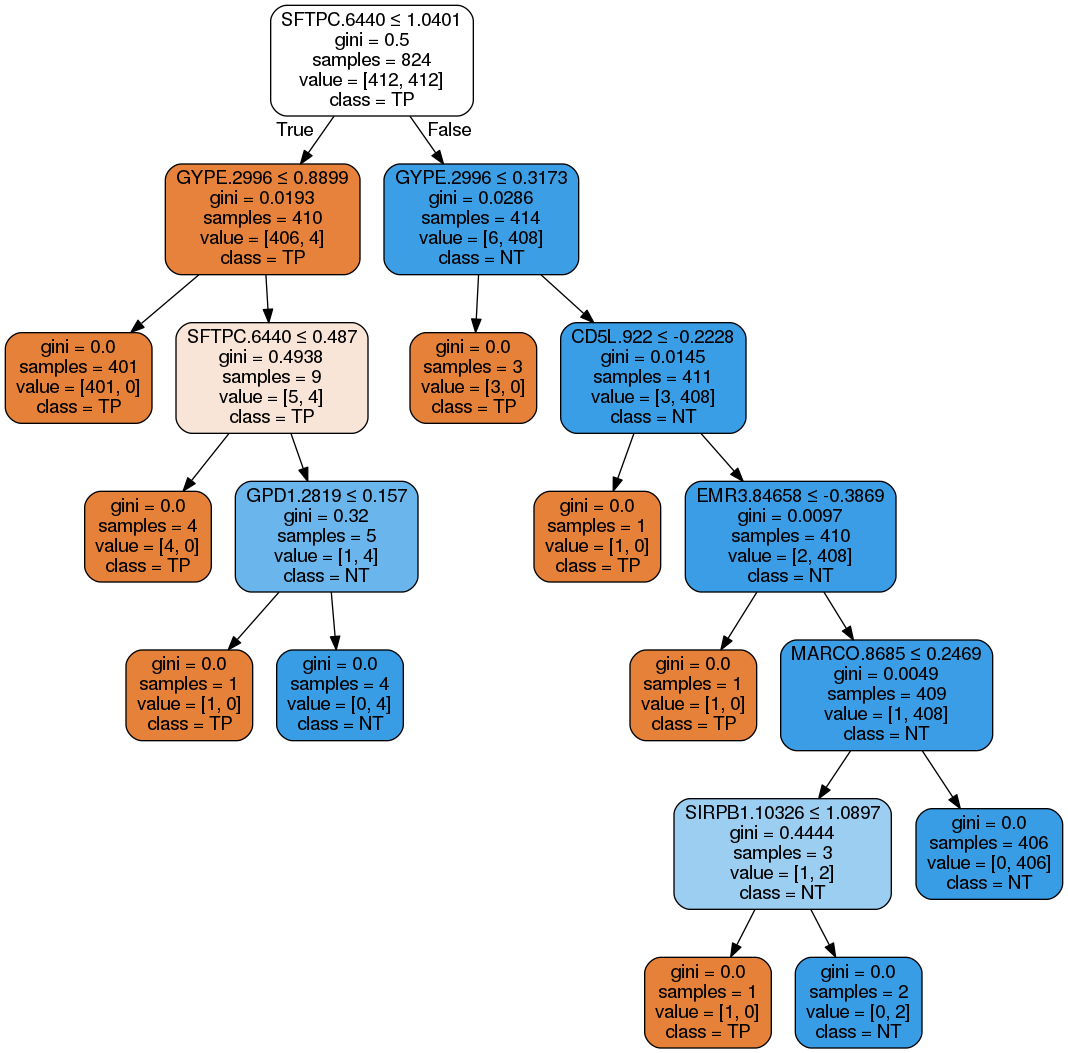 SFTPC.6440 ≤ 1.0401
gini = 0.5
samples = 824
value = [412, 412]
class = TP
True
False
GYPE.2996 ≤ 0.8899
gini = 0.0193
samples = 410
value = [406, 4]
class = TP
GYPE.2996 ≤ 0.3173
gini = 0.0286
samples = 414
value = [6, 408]
class = NT
gini = 0.0
samples = 401
value = [401, 0]
class = TP
SFTPC.6440 ≤ 0.487
gini = 0.4938
samples = 9
value = [5, 4]
class = TP
gini = 0.0
samples = 3
value = [3, 0]
class = TP
CD5L.922 ≤ -0.2228
gini = 0.0145
samples = 411
value = [3, 408]
class = NT
gini = 0.0
samples = 4
value = [4, 0]
class = TP
GPD1.2819 ≤ 0.157
gini = 0.32
samples = 5
value = [1, 4]
class = NT
gini = 0.0
samples = 1
value = [1, 0]
class = TP
EMR3.84658 ≤ -0.3869
gini = 0.0097
samples = 410
value = [2, 408]
class = NT
gini = 0.0
samples = 1
value = [1, 0]
class = TP
gini = 0.0
samples = 4
value = [0, 4]
class = NT
gini = 0.0
samples = 1
value = [1, 0]
class = TP
MARCO.8685 ≤ 0.2469
gini = 0.0049
samples = 409
value = [1, 408]
class = NT
SIRPB1.10326 ≤ 1.0897
gini = 0.4444
samples = 3
value = [1, 2]
class = NT
gini = 0.0
samples = 406
value = [0, 406]
class = NT
gini = 0.0
samples = 1
value = [1, 0]
class = TP
gini = 0.0
samples = 2
value = [0, 2]
class = NT